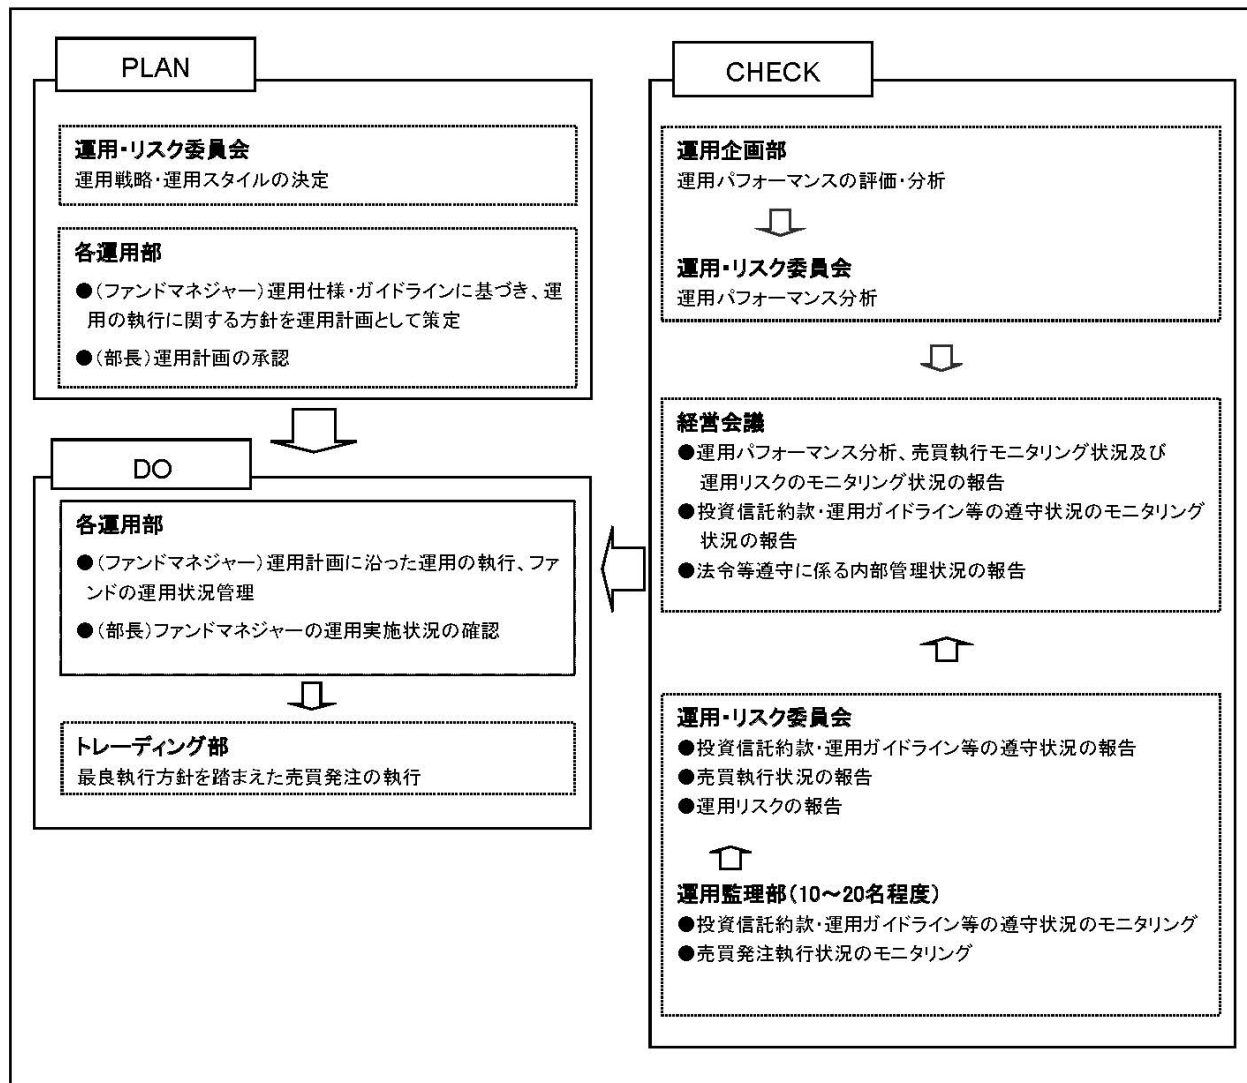 PLAN
運用・リスク委員会
運用戦略・運用スタイルの決定
各運用部
●(ファンドマネジャー)運用仕様・ガイドラインに基づき、運
用の執行に関する方針を運用計画として策定
●(部長)運用計画の承認
DO
各運用部
●(ファンドマネジャー)運用計画に沿った運用の執行、ファ
ンドの運用状況管理
●(部長)ファンドマネジャーの運用実施状況の確認
トレーディング部
最良執行方針を踏まえた売買発注の執行
CHECK
運用企画部
運用パフォーマンスの評価・分析
運用・リスク委員会
運用パフォーマンス分析
経営会議
●運用パフォーマンス分析、売買執行モニタリング状況及び
運用リスクのモニタリング状況の報告
●投資信託約款・運用ガイドライン等の遵守状況のモニタリング
状況の報告
●法令等遵守に係る内部管理状況の報告
運用・リスク委員会
●投資信託約款・運用ガイドライン等の遵守状況の報告
●売買執行状況の報告
●運用リスクの報告
運用監理部(10～20名程度)
●投資信託約款・運用ガイドライン等の遵守状況のモニタリング
●売買発注執行状況のモニタリング